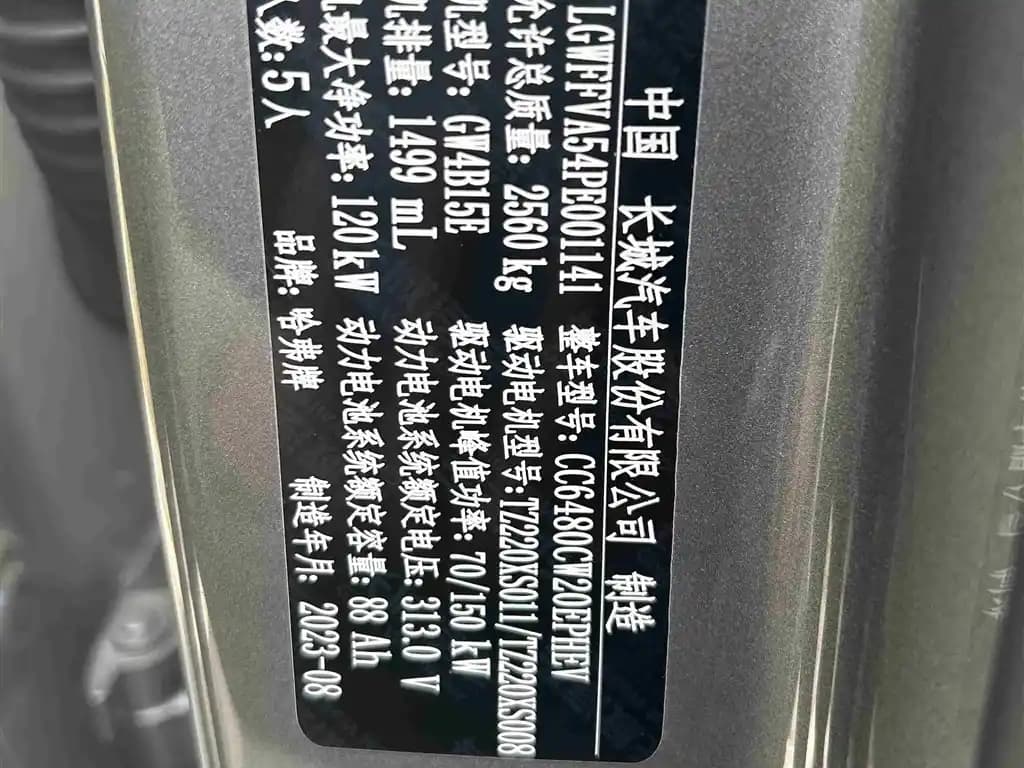 中国 长城汽车股份有限公司 制造
LGWFFVA54PE001141 整车型号: CC6480CW20EPHEV
允许总质量: 2560 kg 驱动电机型号: TZ220XS011/TZ220XS008
机型号: GW4B15E 驱动电机峰值功率: 70/150 kW
机排量: 1499 mL 动力电池系统额定电压: 313.0 V
机最大净功率: 120kW 动力电池系统额定容量: 88 Ah
人数: 5人 品牌: 哈弗牌 制造年月: 2023-08